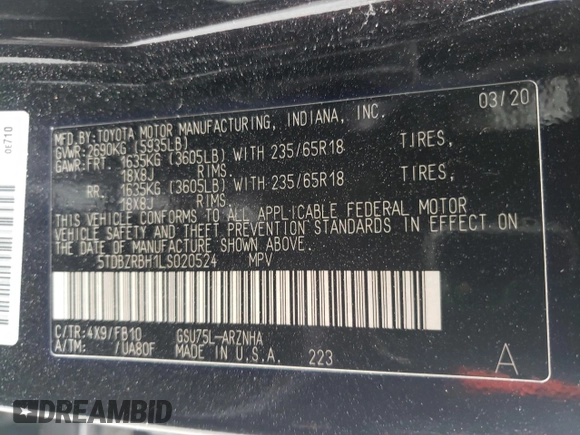 03/20
MFD.BY:TOYOTA MOTOR MANUFACTURING, INDIANA, INC.
GVWR:2690KG (5935LB)
GAWR:FRT. 1635KG (3605LB) WITH 235/65R18 TIRES,
18X8J RIMS.
RR. 1635KG (3605LB) WITH 235/65R18 TIRES,
18X8J RIMS.
THIS VEHICLE CONFORMS TO ALL APPLICABLE FEDERAL MOTOR
VEHICLE SAFETY AND THEFT PREVENTION STANDARDS IN EFFECT ON
THE DATE OF MANUFACTURE SHOWN ABOVE.
5TDBZRBH1LS020524 MPV
C/TR:4X9/FB10 GSU75L-ARZNHA
A/TM: /UA80F MADE IN U.S.A. 223 A
0E710
DREAMBID